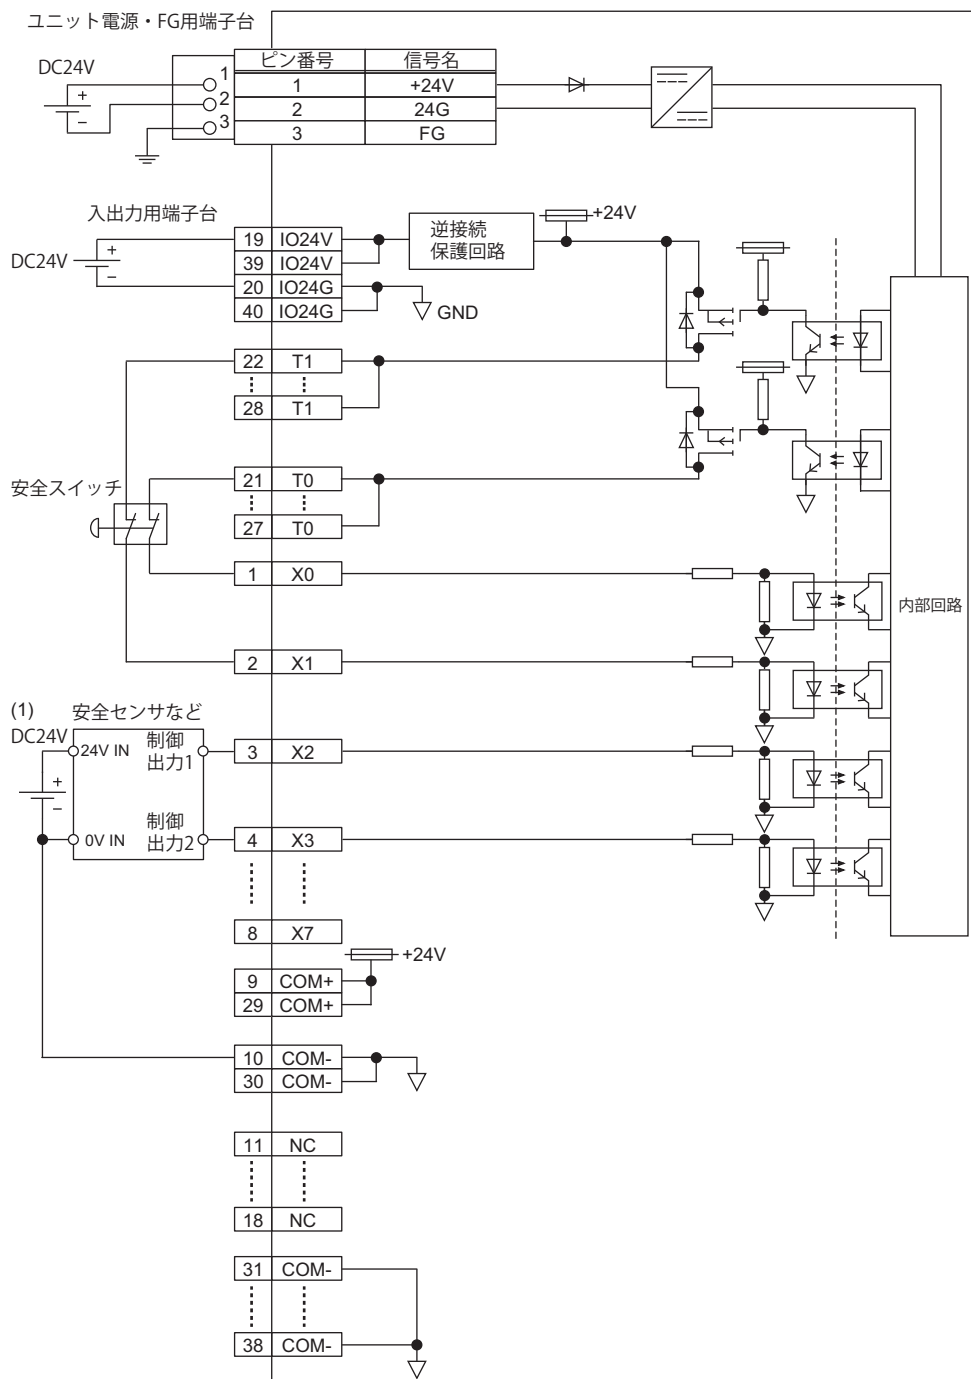 ユニット電源・FG用端子台
DC24V
+
−
1
2
3
ピン番号 信号名
1 +24V
2 24G
3 FG
入出力用端子台
DC24V
+
−
19 IO24V
39 IO24V
20 IO24G
40 IO24G
逆接続
保護回路
+24V
GND
22 T1
28 T1
安全スイッチ
21 T0
27 T0
1 X0
内部回路
2 X1
(1)
DC24V
+
−
安全センサなど
24V IN
制御
出力1
0V IN
制御
出力2
3 X2
4 X3
8 X7
+24V
9 COM+
29 COM+
10 COM-
30 COM-
11 NC
18 NC
31 COM-
38 COM-